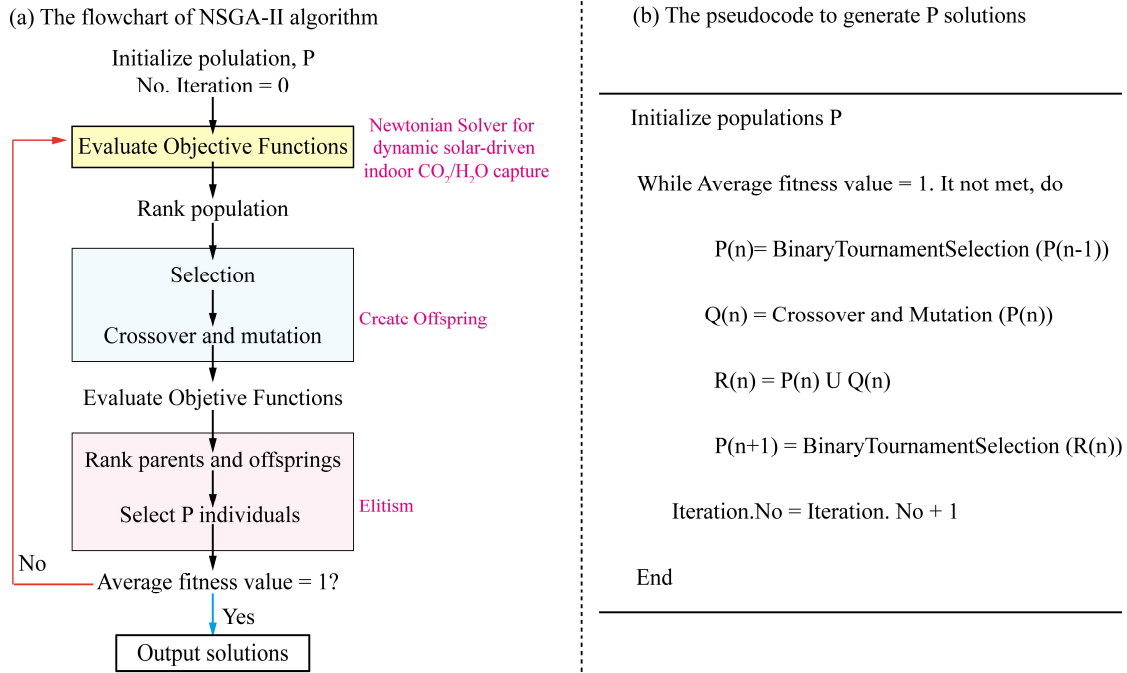 (a) The flowchart of NSGA-II algorithm
Initialize polulation, P
No. Iteration = 0
Evaluate Objective Functions
Newtonian Solver for
dynamic solar-driven
indoor CO₂/H₂O capture
Rank population
Selection
Crossover and mutation
Create Offspring
Evaluate Objetive Functions
Rank parents and offsprings
Select P individuals
Elitism
No
Average fitness value = 1?
Yes
Output solutions
(b) The pseudocode to generate P solutions
Initialize populations P
While Average fitness value = 1. It not met, do
P(n)= BinaryTournamentSelection (P(n-1))
Q(n) = Crossover and Mutation (P(n))
R(n) = P(n) U Q(n)
P(n+1) = BinaryTournamentSelection (R(n))
Iteration.No = Iteration. No + 1
End